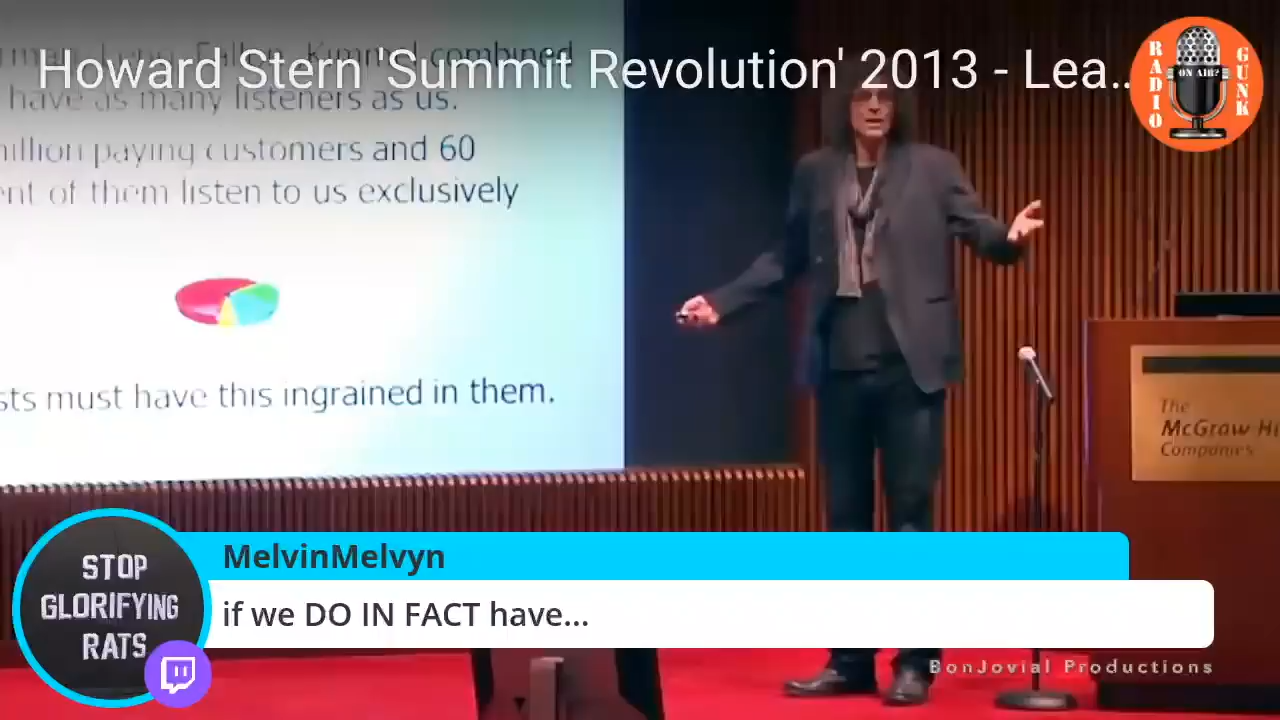 Howard Stern 'Summit Revolution' 2013 - Lea...
RADIO
ON AIR?
GUNK
combined
have as many listeners as us.
million paying customers and 60
of them listen to us exclusively
must have this ingrained in them.
The
McGraw-Hi
Companies
STOP
GLORIFYING
RATS
MelvinMelvyn
if we DO IN FACT have...
BonJovial Productions